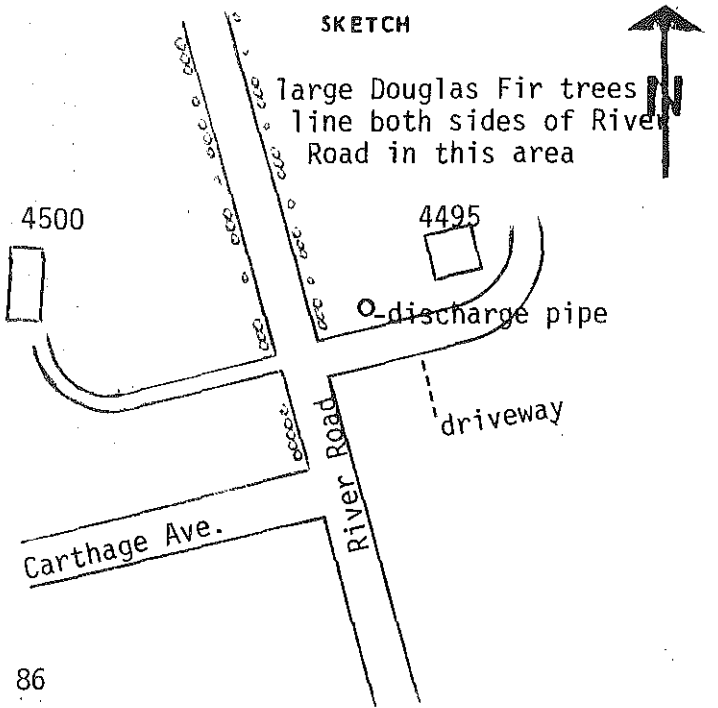 SKETCH
N
large Douglas Fir trees
line both sides of River
Road in this area
4500
4495
discharge pipe
driveway
River Road
Carthage Ave.
86